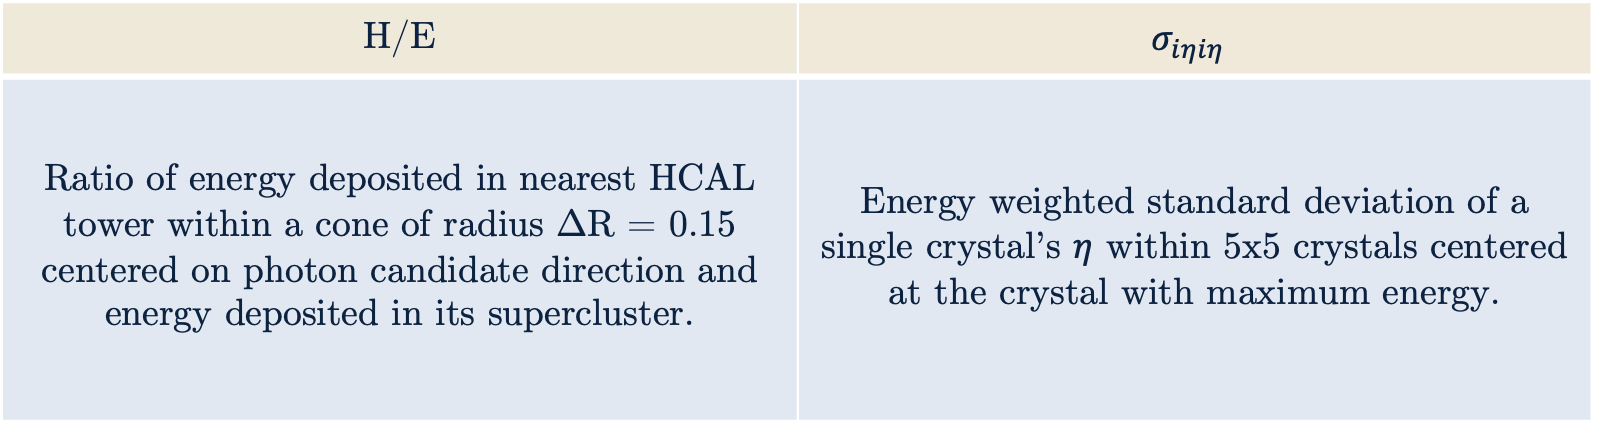 H/E
σiηiη
Ratio of energy deposited in nearest HCAL
tower within a cone of radius ΔR = 0.15
centered on photon candidate direction and
energy deposited in its supercluster.
Energy weighted standard deviation of a
single crystal’s η within 5x5 crystals centered
at the crystal with maximum energy.